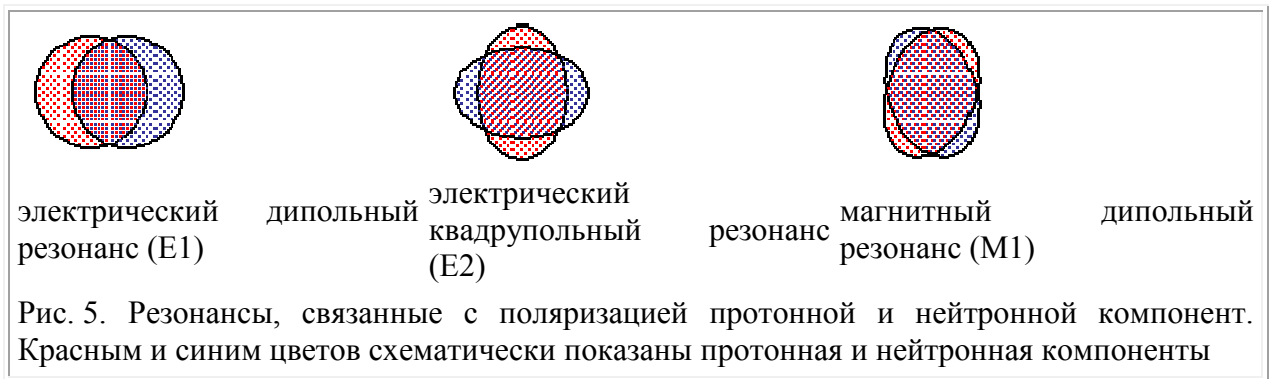 электрический дипольный
резонанс (E1)
электрический
квадрупольный резонанс
(E2)
магнитный дипольный
резонанс (M1)
Рис. 5. Резонансы, связанные с поляризацией протонной и нейтронной компонент.
Красным и синим цветов схематически показаны протонная и нейтронная компоненты